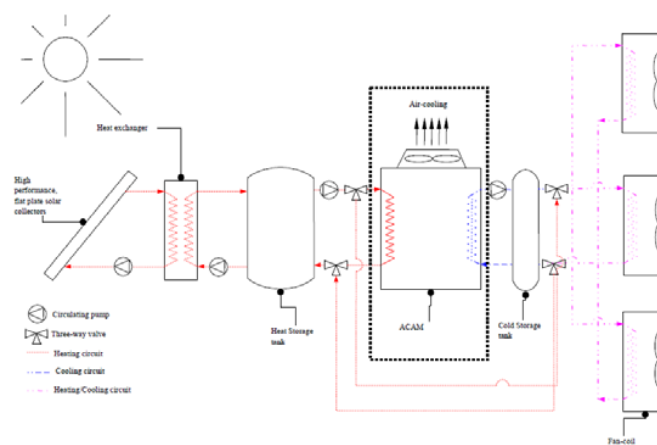 Air-cooling
Heat exchanger
High
performance,
flat plate solar
collectors
Circulating pump
Three-way valve
Heating circuit
Cooling circuit
Heating/Cooling circuit
Heat Storage
tank
ACAM
Cold Storage
tank
Fan-coil